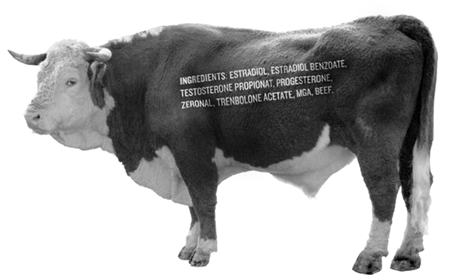 INGREDIENTS: ESTRADIOL, ESTRADIOL BENZOATE,
TESTOSTERONE PROPIONAT, PROGESTERONE,
ZERONAL, TRENBOLONE ACETATE, MGA, BEEF.